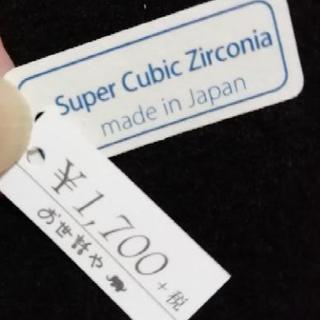 Super Cubic Zirconia
made in Japan
¥1,700+税
お世話や